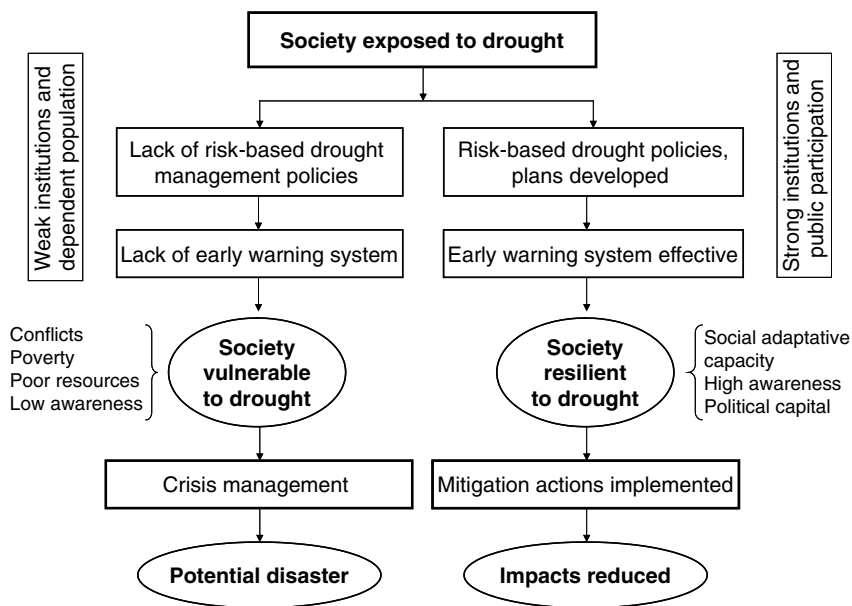 Society exposed to drought
Weak institutions and
dependent population
Strong institutions and
public participation
Lack of risk-based drought
management policies
Risk-based drought policies,
plans developed
Lack of early warning system
Early warning system effective
Conflicts
Poverty
Poor resources
Low awareness
Society
vulnerable
to drought
Society
resilient
to drought
Social adaptative
capacity
High awareness
Political capital
Crisis management
Mitigation actions implemented
Potential disaster
Impacts reduced